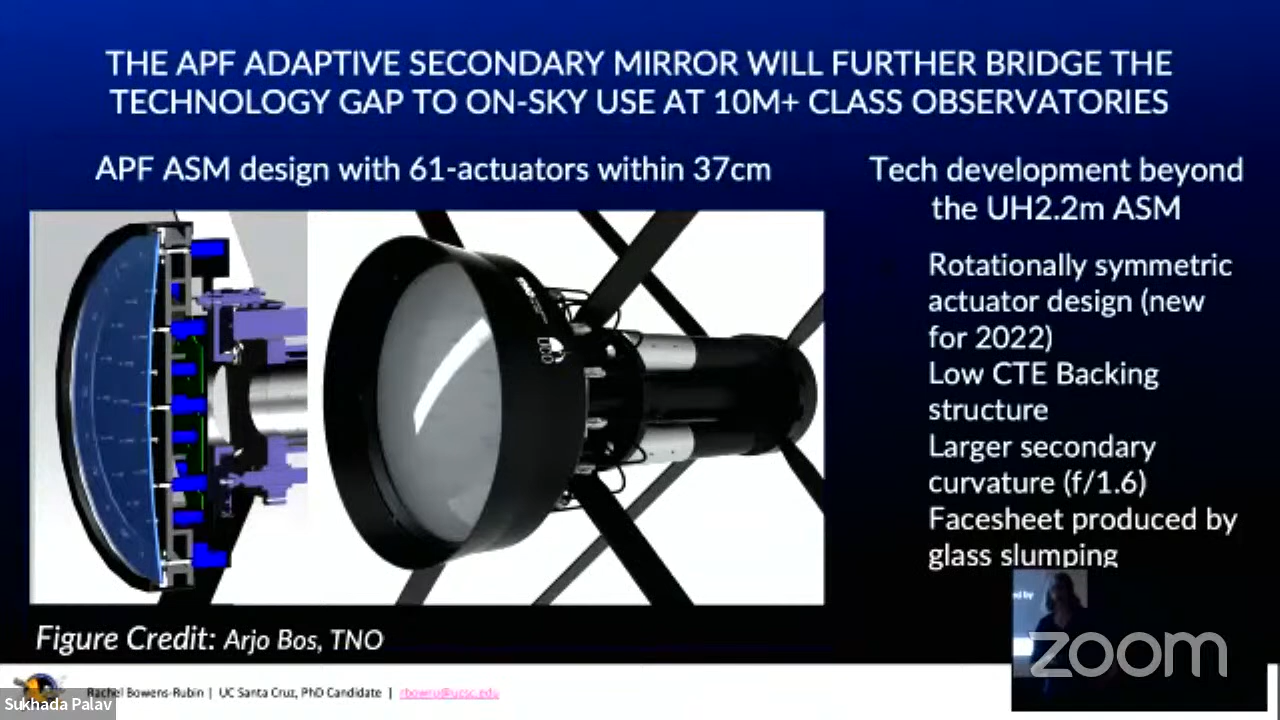 THE APF ADAPTIVE SECONDARY MIRROR WILL FURTHER BRIDGE THE
TECHNOLOGY GAP TO ON-SKY USE AT 10M+ CLASS OBSERVATORIES
APF ASM design with 61-actuators within 37cm
Tech development beyond
the UH2.2m ASM
Rotationally symmetric
actuator design (new
for 2022)
Low CTE Backing
structure
Larger secondary
curvature (f/1.6)
Facesheet produced by
glass slumping
Figure Credit: Arjo Bos, TNO
Rachel Bowens-Rubin | UC Santa Cruz, PhD Candidate |
Sukhada Palav
ed by
zoom